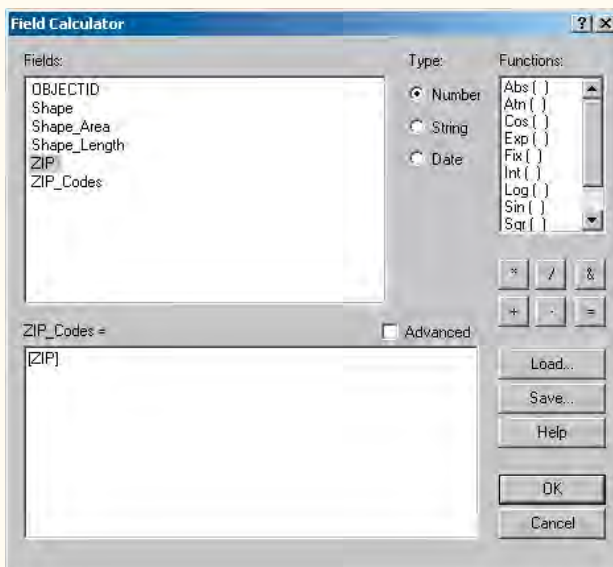 Field Calculator
Fields:
OBJECTID
Shape
Shape_Area
Shape_Length
ZIP
ZIP_Codes
Type:
Number
String
Date
Functions:
Abs ( )
Atn ( )
Cos ( )
Exp ( )
Fix ( )
Int ( )
Log ( )
Sin ( )
Sqr ( )
* / &
+ - =
ZIP_Codes =
Advanced
[ZIP]
Load...
Save...
Help
OK
Cancel